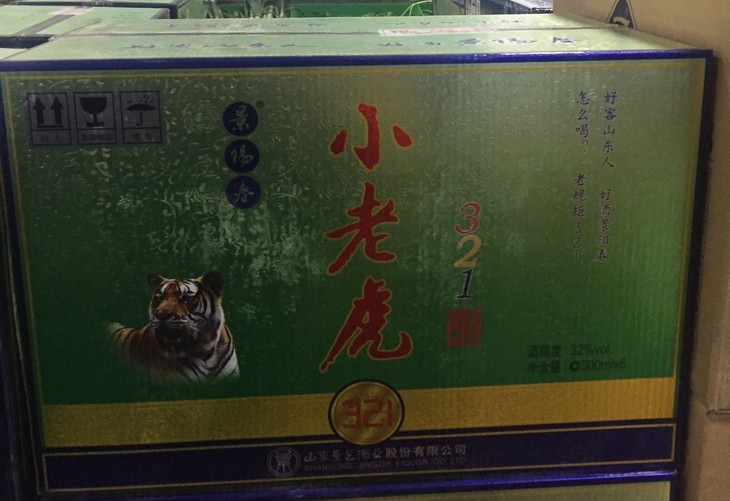 景阳春®
小老虎
321
好客山东人 好酒景阳春
怎么喝? 老规矩321
酒精度: 32%vol
净含量: 500mlx6
321
山东景芝酒业股份有限公司
SHANDONG JINGZHI LIQUOR CO LTD